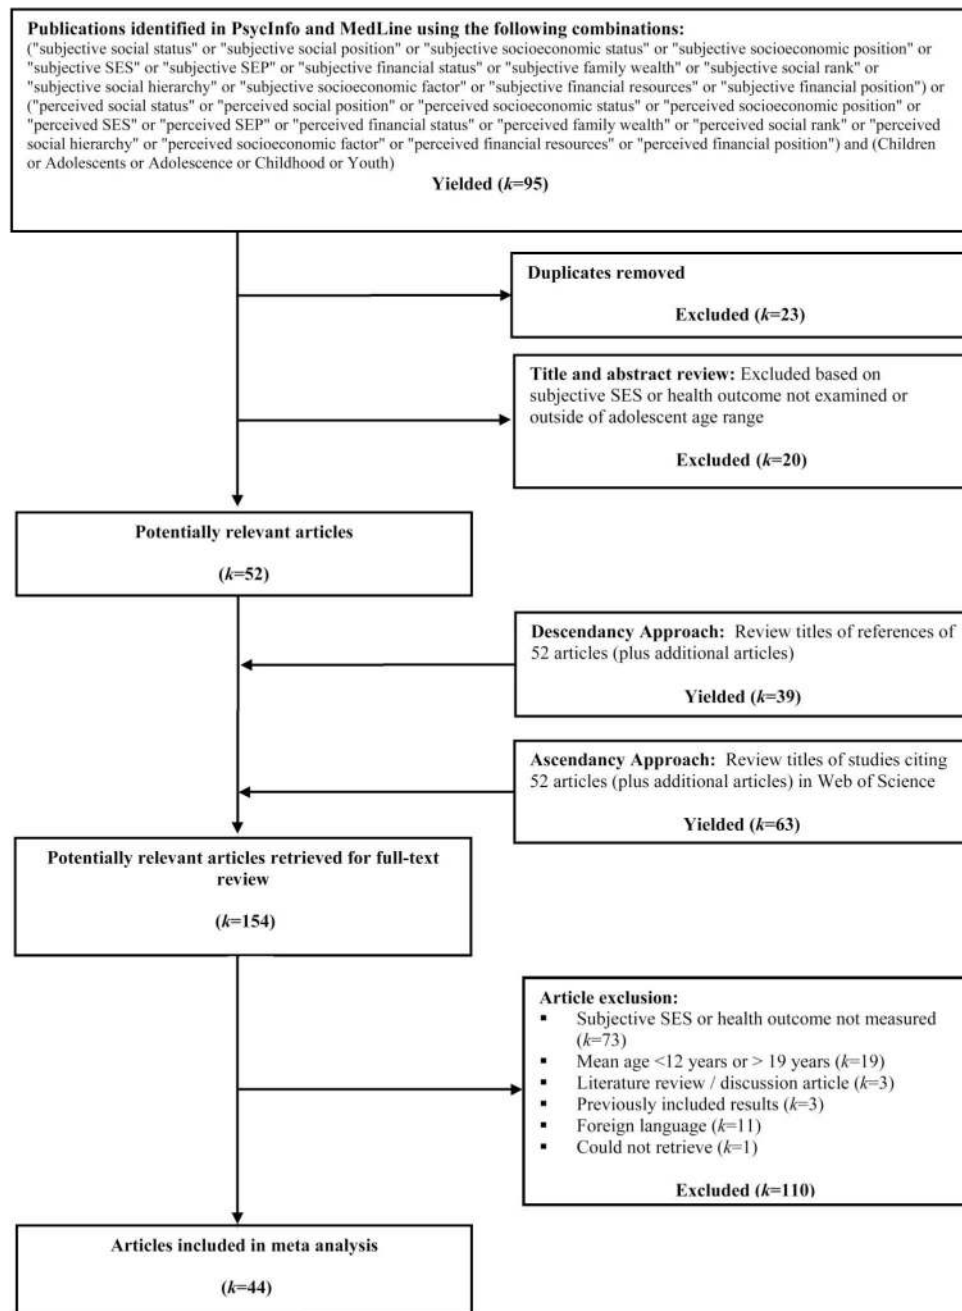 Publications identified in PsycInfo and MedLine using the following combinations:
("subjective social status" or "subjective social position" or "subjective socioeconomic status" or "subjective socioeconomic position" or
"subjective SES" or "subjective SEP" or "subjective financial status" or "subjective family wealth" or "subjective social rank" or
"subjective social hierarchy" or "subjective socioeconomic factor" or "subjective financial resources" or "subjective financial position") or
("perceived social status" or "perceived social position" or "perceived socioeconomic status" or "perceived socioeconomic position" or
"perceived SES" or "perceived SEP" or "perceived financial status" or "perceived family wealth" or "perceived social rank" or "perceived
social hierarchy" or "perceived socioeconomic factor" or "perceived financial resources" or "perceived financial position") and (Children
or Adolescents or Adolescence or Childhood or Youth)
Yielded (k=95)
Duplicates removed
Excluded (k=23)
Title and abstract review: Excluded based on
subjective SES or health outcome not examined or
outside of adolescent age range
Excluded (k=20)
Potentially relevant articles
(k=52)
Descendancy Approach: Review titles of references of
52 articles (plus additional articles)
Yielded (k=39)
Ascendancy Approach: Review titles of studies citing
52 articles (plus additional articles) in Web of Science
Yielded (k=63)
Potentially relevant articles retrieved for full-text
review
(k=154)
Article exclusion:
▪ Subjective SES or health outcome not measured
(k=73)
▪ Mean age <12 years or > 19 years (k=19)
▪ Literature review / discussion article (k=3)
▪ Previously included results (k=3)
▪ Foreign language (k=11)
▪ Could not retrieve (k=1)
Excluded (k=110)
Articles included in meta analysis
(k=44)